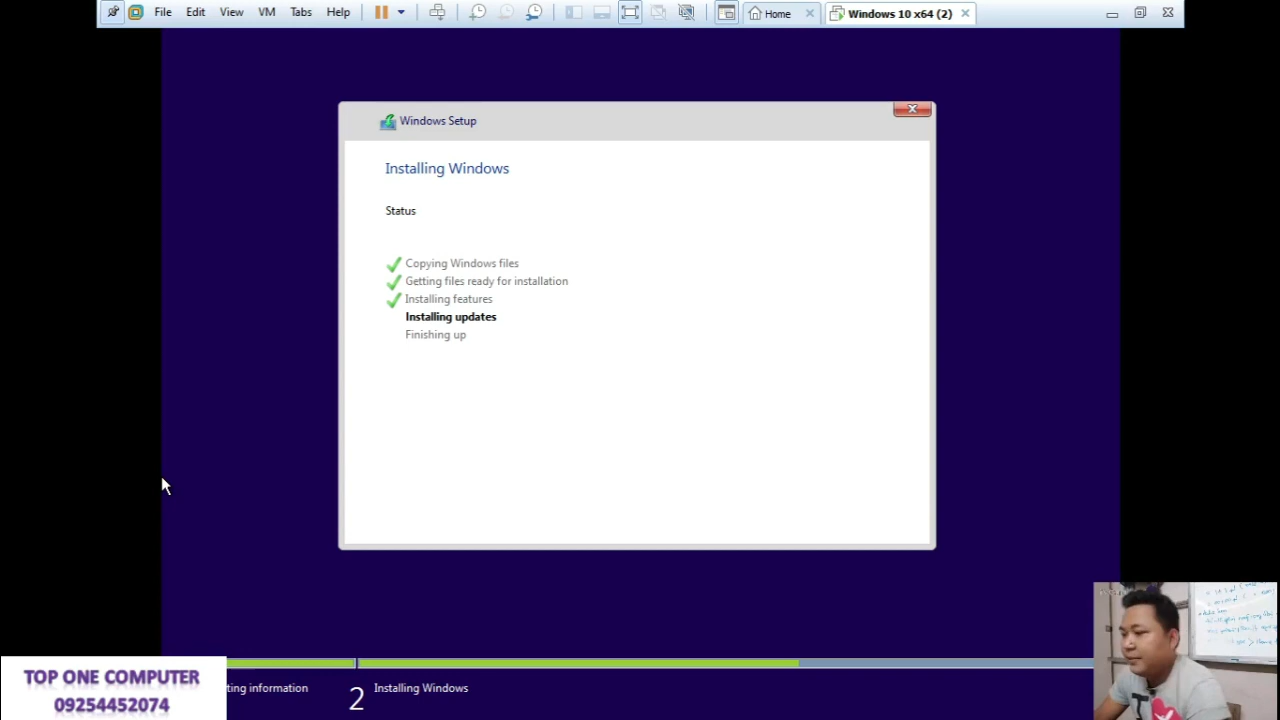 File Edit View VM Tabs Help Home Windows 10 x64 (2)
Windows Setup
Installing Windows
Status
Copying Windows files
Getting files ready for installation
Installing features
Installing updates
Finishing up
TOP ONE COMPUTER
09254452074
ting information
2 Installing Windows